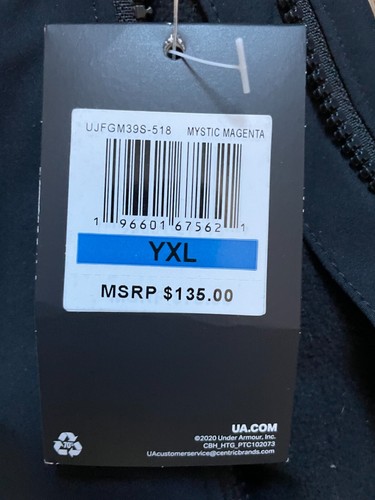 UJFGM39S-518 MYSTIC MAGENTA
1 96601 67562 1
YXL
MSRP $135.00
70%
UA.COM
©2020 Under Armour, Inc.
CBH_HTG_PTC102073
UAcustomerservice@centricbrands.com